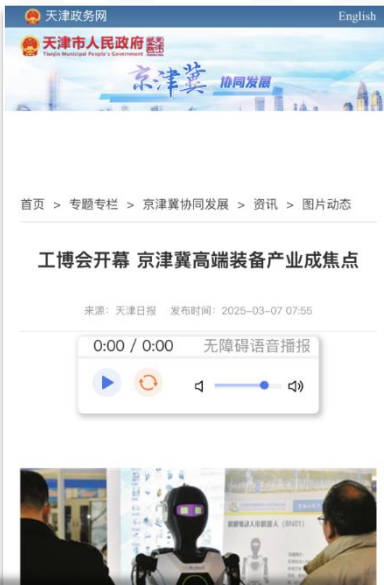 天津政务网
English
天津市人民政府
Tianjin Municipal People's Government
京津冀 协同发展
首页 > 专题专栏 > 京津冀协同发展 > 资讯 > 图片动态
工博会开幕 京津冀高端装备产业成焦点
来源：天津日报 发布时间：2025-03-07 07:55
0:00 / 0:00 无障碍语音播报